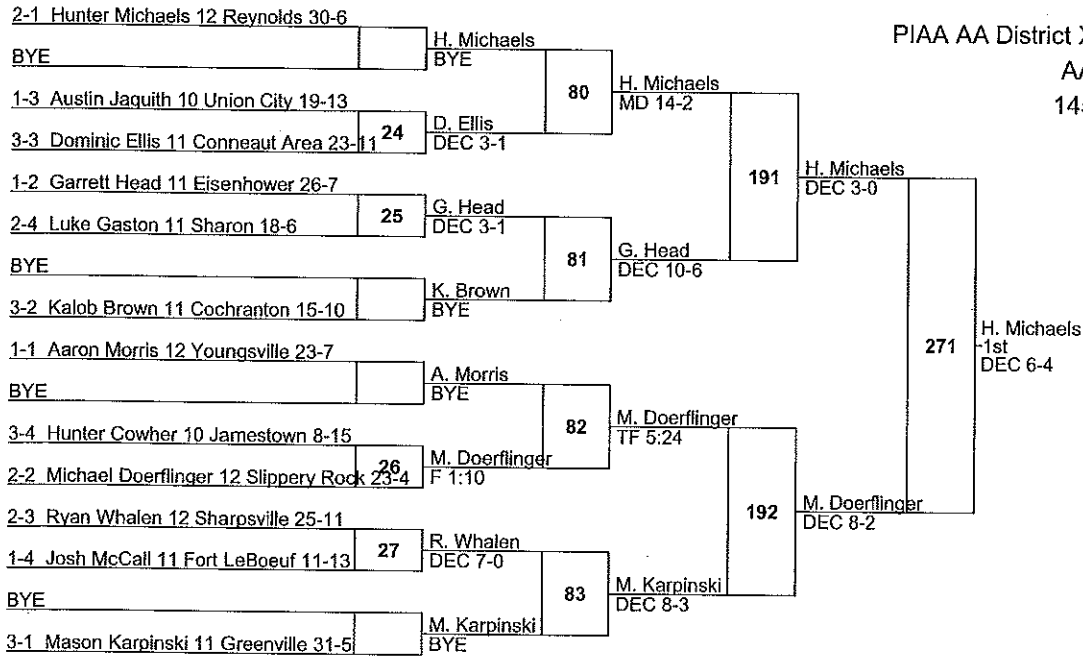 2-1 Hunter Michaels 12 Reynolds 30-6
BYE
1-3 Austin Jaquith 10 Union City 19-13
3-3 Dominic Ellis 11 Conneaut Area 23-11
1-2 Garrett Head 11 Eisenhower 26-7
2-4 Luke Gaston 11 Sharon 18-6
BYE
3-2 Kalob Brown 11 Cochranton 15-10
1-1 Aaron Morris 12 Youngsville 23-7
BYE
3-4 Hunter Cowher 10 Jamestown 8-15
2-2 Michael Doerflinger 12 Slippery Rock 23-4
2-3 Ryan Whalen 12 Sharpsville 25-11
1-4 Josh McCall 11 Fort LeBoeuf 11-13
BYE
3-1 Mason Karpinski 11 Greenville 31-5
24
25
26
27
H. Michaels
BYE
D. Ellis
DEC 3-1
G. Head
DEC 3-1
K. Brown
BYE
A. Morris
BYE
M. Doerflinger
F 1:10
R. Whalen
DEC 7-0
M. Karpinski
BYE
80
81
82
83
H. Michaels
MD 14-2
G. Head
DEC 10-6
M. Doerflinger
TF 5:24
M. Karpinski
DEC 8-3
191
192
H. Michaels
DEC 3-0
M. Doerflinger
DEC 8-2
271
H. Michaels
1st
DEC 6-4
PIAA AA District